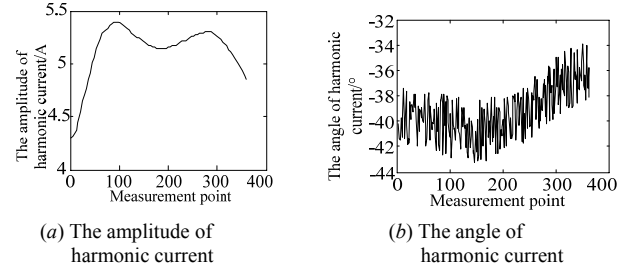 The amplitude of
harmonic current/A
5.5
5
4.5
4
0
100
200
300
400
Measurement point
(a) The amplitude of
harmonic current
The angle of harmonic
current/°
-32
-36
-38
-40
-42
-44
0
100
200
300
400
Measurement point
(b) The angle of
harmonic current